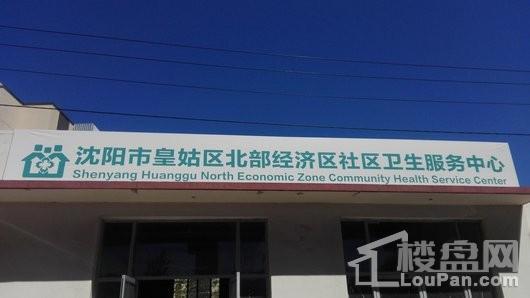 沈阳市皇姑区北部经济区社区卫生服务中心
Shenyang Huanggu North Economic Zone Community Health Service Center
楼盘网
LouPan.com